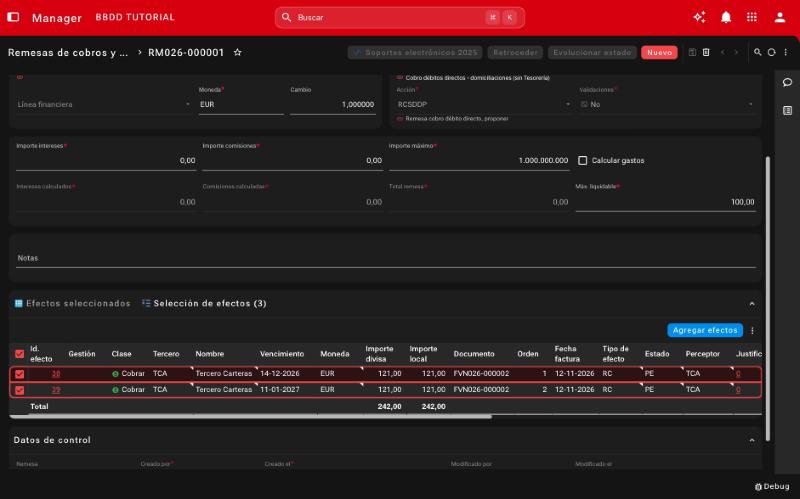 Manager BBDD TUTORIAL Buscar ⌘ K
Remesas de cobros y ... > RM026-000001 Soportes electrónicos 2025 Retroceder Evolucionar estado Nuevo
Cobro débitos directos - domiciliaciones (sin Tesorería)
Moneda* Cambio Acción* Validaciones*
Línea financiera EUR 1,000000 RCSDDP No
Remesa cobro débito directo, proponer
Importe intereses* Importe comisiones* Importe máximo*
0,00 0,00 1.000.000.000 Calcular gastos
Intereses calculados* Comisiones calculadas* Total remesa* Máx. liquidable*
0,00 0,00 0,00 100,00
Notas
Efectos seleccionados Selección de efectos (3)
Agregar efectos
Id. efecto Gestión Clase Tercero Nombre Vencimiento Moneda Importe divisa Importe local Documento Orden Fecha factura Tipo de efecto Estado Perceptor Justific
38 Cobrar TCA Tercero Carteras 14-12-2026 EUR 121,00 121,00 FVN026-000002 1 12-11-2026 RC PE TCA 0
39 Cobrar TCA Tercero Carteras 11-01-2027 EUR 121,00 121,00 FVN026-000002 2 12-11-2026 RC PE TCA 0
Total 242,00 242,00
Datos de control
Remesa Creado por* Creado el* Modificado por Modificado el
Debug